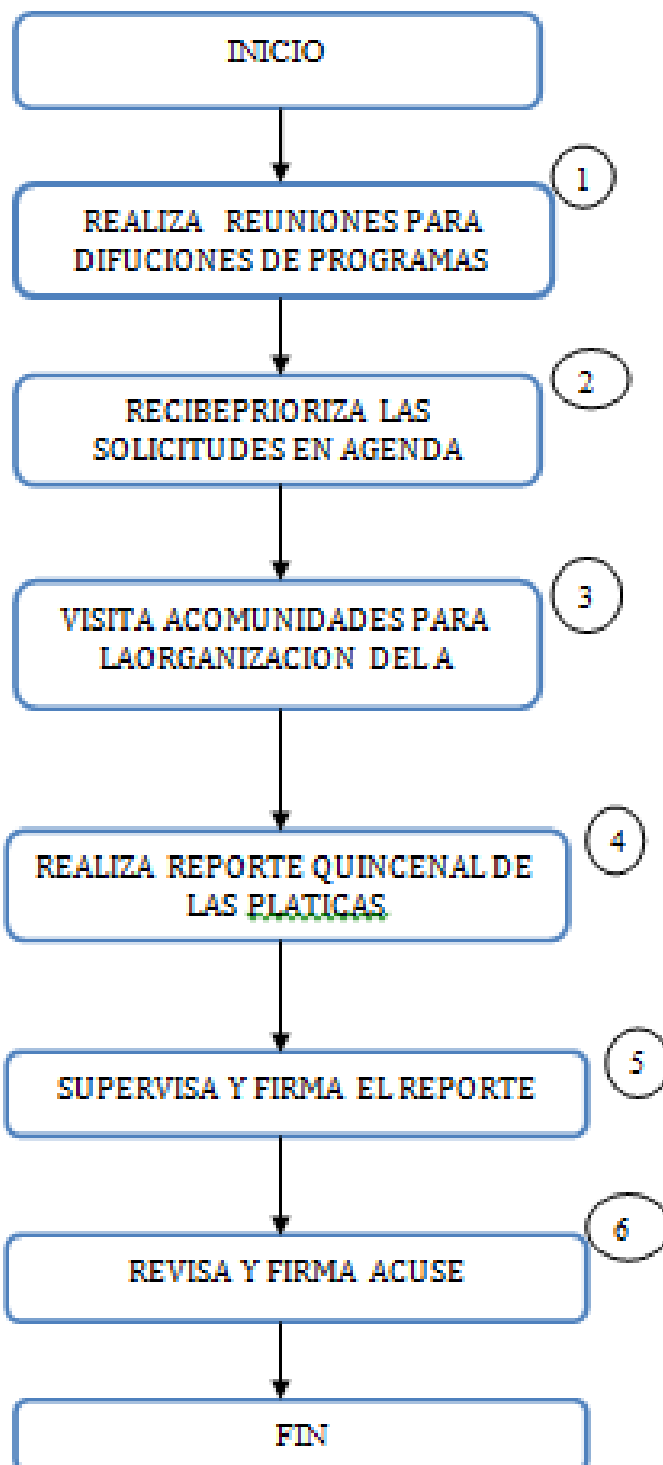 INICIO
1
REALIZA REUNIONES PARA
DIFUCIONES DE PROGRAMAS
2
RECIBEPRIORIZA LAS
SOLICITUDES EN AGENDA
3
VISITA ACOMUNIDADES PARA
LAORGANIZACION DEL A
4
REALIZA REPORTE QUINCENAL DE
LAS PLATICAS
5
SUPERVISA Y FIRMA EL REPORTE
6
REVISA Y FIRMA ACUSE
FIN